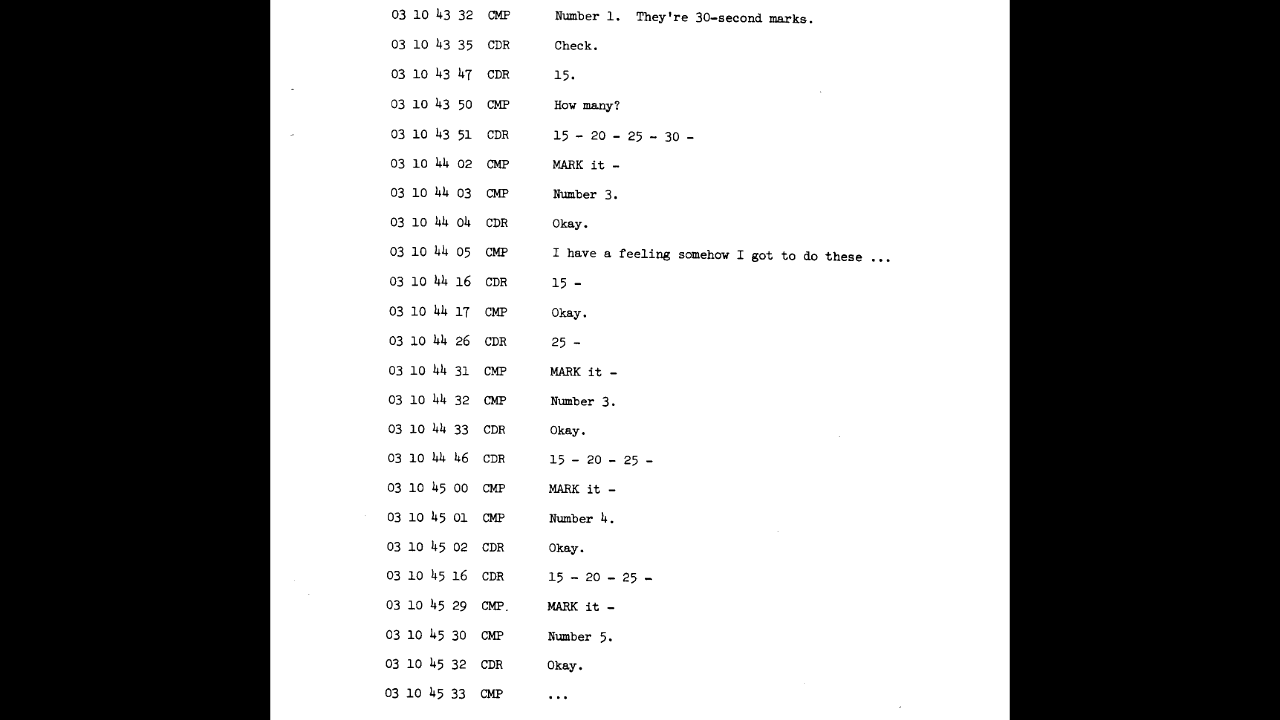 03 10 43 32 CMP Number 1. They're 30-second marks.
03 10 43 35 CDR Check.
03 10 43 47 CDR 15.
03 10 43 50 CMP How many?
03 10 43 51 CDR 15 - 20 - 25 - 30 -
03 10 44 02 CMP MARK it -
03 10 44 03 CMP Number 3.
03 10 44 04 CDR Okay.
03 10 44 05 CMP I have a feeling somehow I got to do these ...
03 10 44 16 CDR 15 -
03 10 44 17 CMP Okay.
03 10 44 26 CDR 25 -
03 10 44 31 CMP MARK it -
03 10 44 32 CMP Number 3.
03 10 44 33 CDR Okay.
03 10 44 46 CDR 15 - 20 - 25 -
03 10 45 00 CMP MARK it -
03 10 45 01 CMP Number 4.
03 10 45 02 CDR Okay.
03 10 45 16 CDR 15 - 20 - 25 -
03 10 45 29 CMP. MARK it -
03 10 45 30 CMP Number 5.
03 10 45 32 CDR Okay.
03 10 45 33 CMP ...